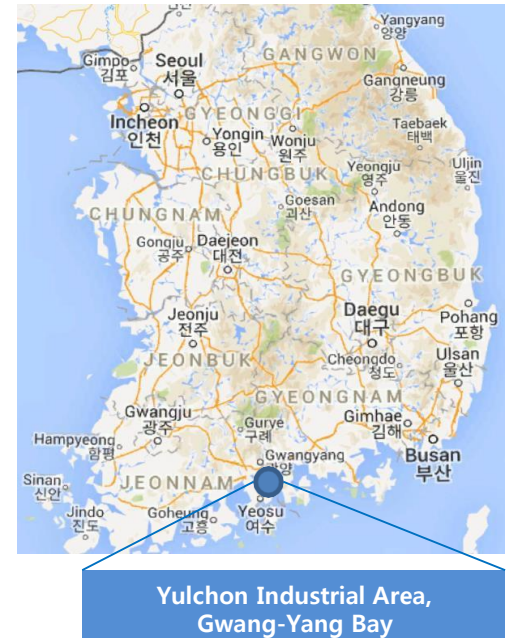 Yangyang
양양
Gimpo
김포
Seoul
서울
GANGWON
Gangneung
강릉
GYEONGGI
Incheon
인천
Yongin
용인
Wonju
원주
Taebaek
태백
CHUNGBUK
Yeongju
영주
Uljin
울진
Goesan
괴산
Andong
안동
CHUNGNAM
Gongju
공주
Daejeon
대전
GYEONGBUK
Jeonju
전주
Daegu
대구
Pohang
포항
JEONBUK
Cheongdo
청도
Ulsan
울산
GYEONGNAM
Gwangju
광주
Gurye
구례
Gimhae
김해
Hampyeong
함평
Gwangyang
Busan
부산
Sinan
신안
JEONNAM
Jindo
진도
Goheung
고흥
Yeosu
여수
Yulchon Industrial Area,
Gwang-Yang Bay